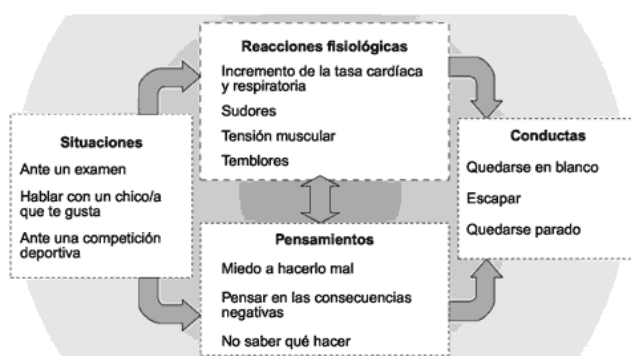 Reacciones fisiológicas
Incremento de la tasa cardíaca
y respiratoria
Sudores
Tensión muscular
Temblores
Situaciones
Ante un examen
Hablar con un chico/a
que te gusta
Ante una competición
deportiva
Conductas
Quedarse en blanco
Escapar
Quedarse parado
Pensamientos
Miedo a hacerlo mal
Pensar en las consecuencias
negativas
No saber qué hacer